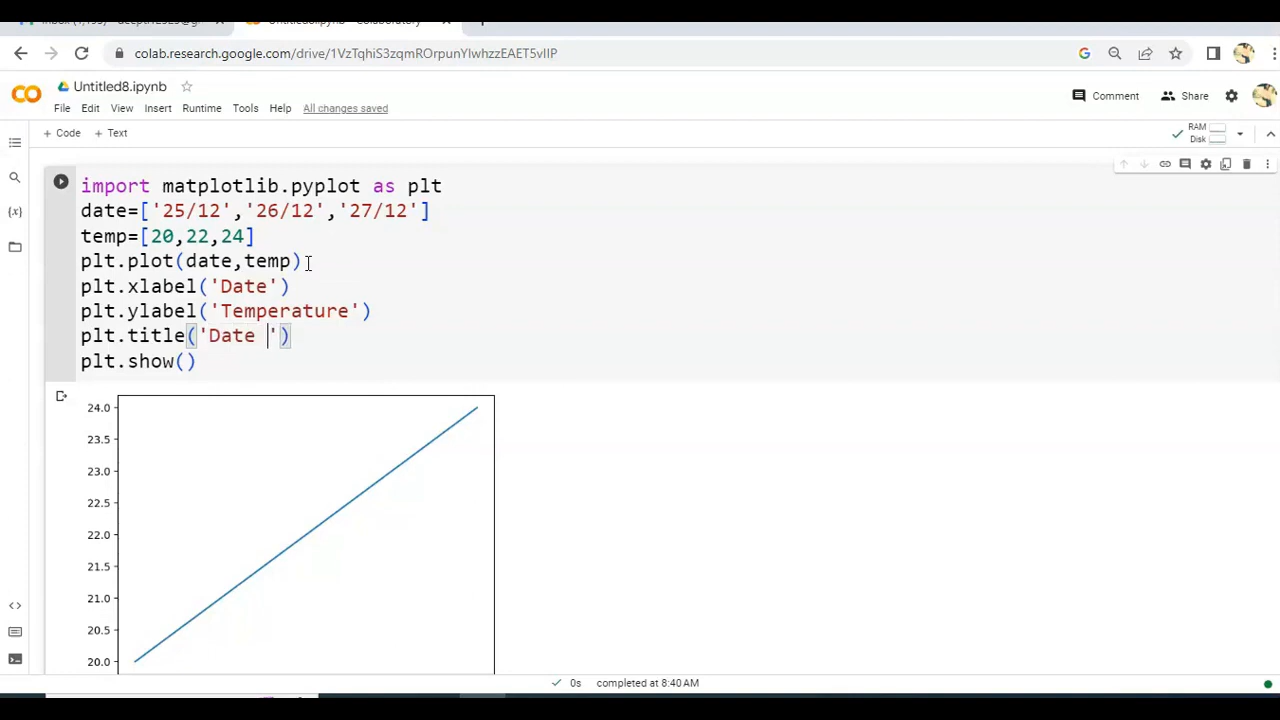 colab.research.google.com/drive/1VzTqhiS3zqmROrpunYlwhzzEAET5vIIP
Untitled8.ipynb
File Edit View Insert Runtime Tools Help All changes saved
Comment Share
+ Code + Text
RAM
Disk
import matplotlib.pyplot as plt
date=['25/12','26/12','27/12']
temp=[20,22,24]
plt.plot(date,temp)
plt.xlabel('Date')
plt.ylabel('Temperature')
plt.title('Date ')
plt.show()
24.0
23.5
23.0
22.5
22.0
21.5
21.0
20.5
20.0
0s completed at 8:40 AM